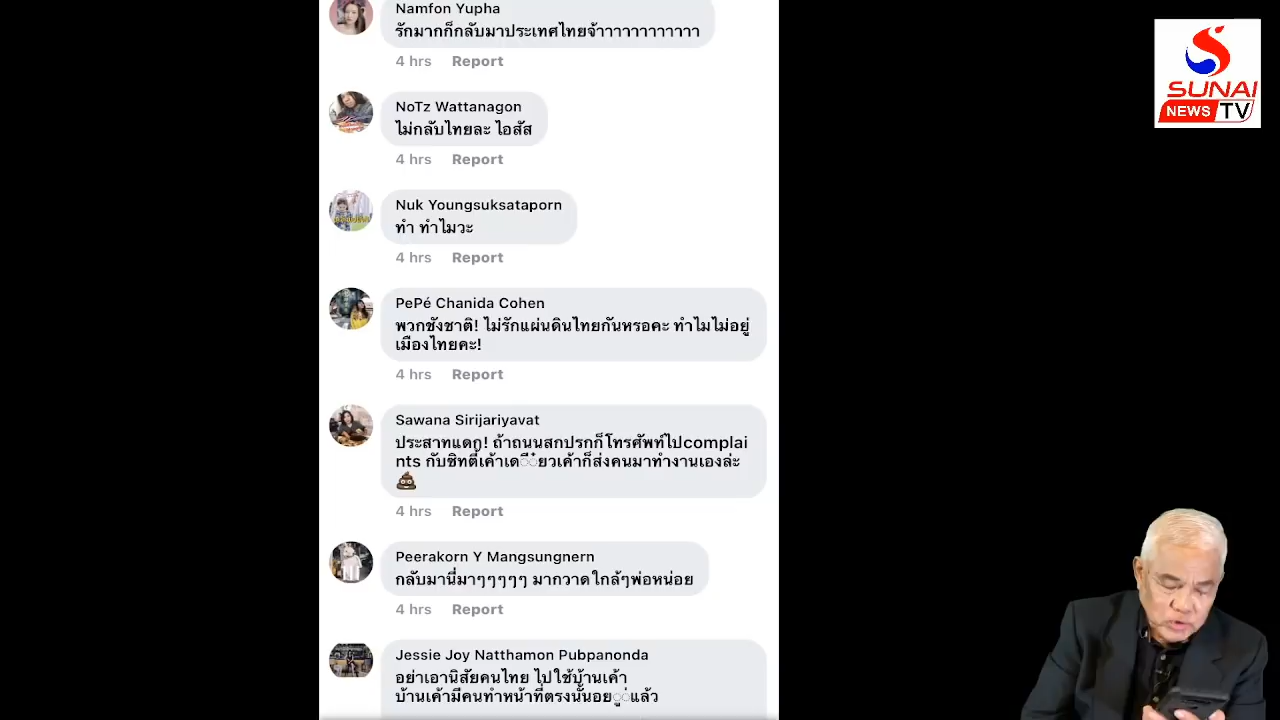 Namfon Yupha
รักมากก็กลับมาประเทศไทยจ้าาาาาาาาาาาา
4 hrs Report
NoTz Wattanagon
ไม่กลับไทยละ ไอสัส
4 hrs Report
Nuk Youngsuksataporn
ทำ ทำไมวะ
4 hrs Report
PePé Chanida Cohen
พวกชังชาติ! ไม่รักแผ่นดินไทยกันหรอคะ ทำไมไม่อยู่
เมืองไทยคะ!
4 hrs Report
Sawana Sirijariyavat
ประสาทแดก! ถ้าถนนสกปรกก็โทรศัพท์ไปcomplai
nts กับซิทตี้เค้าเดี๋ยวเค้าก็ส่งคนมาทำงานเองล่ะ
💩
4 hrs Report
Peerakorn Y Mangsungnern
กลับมานี่มาๆๆๆๆๆ มากวาดใกล้ๆพ่อหน่อย
4 hrs Report
Jessie Joy Natthamon Pubpanonda
อย่าเอานิสัยคนไทย ไปใช้บ้านเค้า
บ้านเค้ามีคนทำหน้าที่ตรงนั้นอยู่แล้ว
SUNAI
NEWS TV